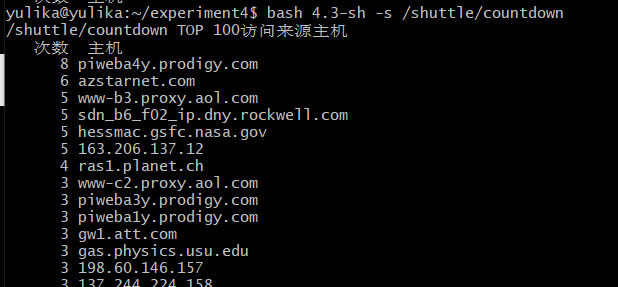 yulika@yulika:~/experiment4$ bash 4.3-sh -s /shuttle/countdown
/shuttle/countdown TOP 100访问来源主机
次数 主机
8 piweba4y.prodigy.com
6 azstarnet.com
5 www-b3.proxy.aol.com
5 sdn_b6_f02_ip.dny.rockwell.com
5 hessmac.gsfc.nasa.gov
5 163.206.137.12
4 ras1.planet.ch
3 www-c2.proxy.aol.com
3 piweba3y.prodigy.com
3 piweba1y.prodigy.com
3 gw1.att.com
3 gas.physics.usu.edu
3 198.60.146.157
3 137.244.224.158